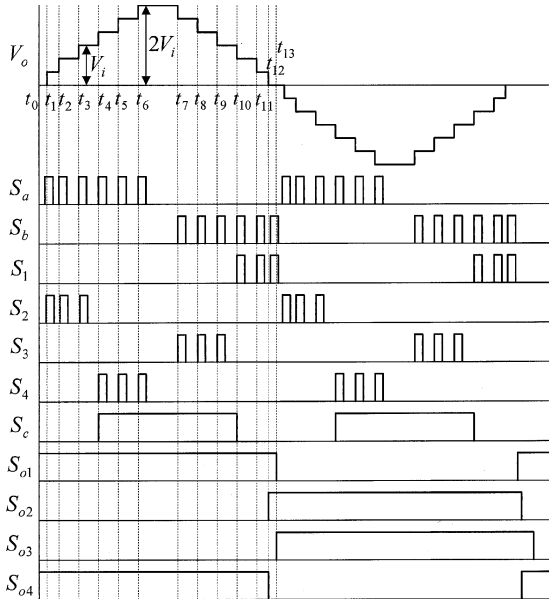 V_o
2V_i
V_i
t_13
t_12
t_0 t_1 t_2 t_3 t_4 t_5 t_6 t_7 t_8 t_9 t_10 t_11
S_a
S_b
S_1
S_2
S_3
S_4
S_c
S_o1
S_o2
S_o3
S_o4